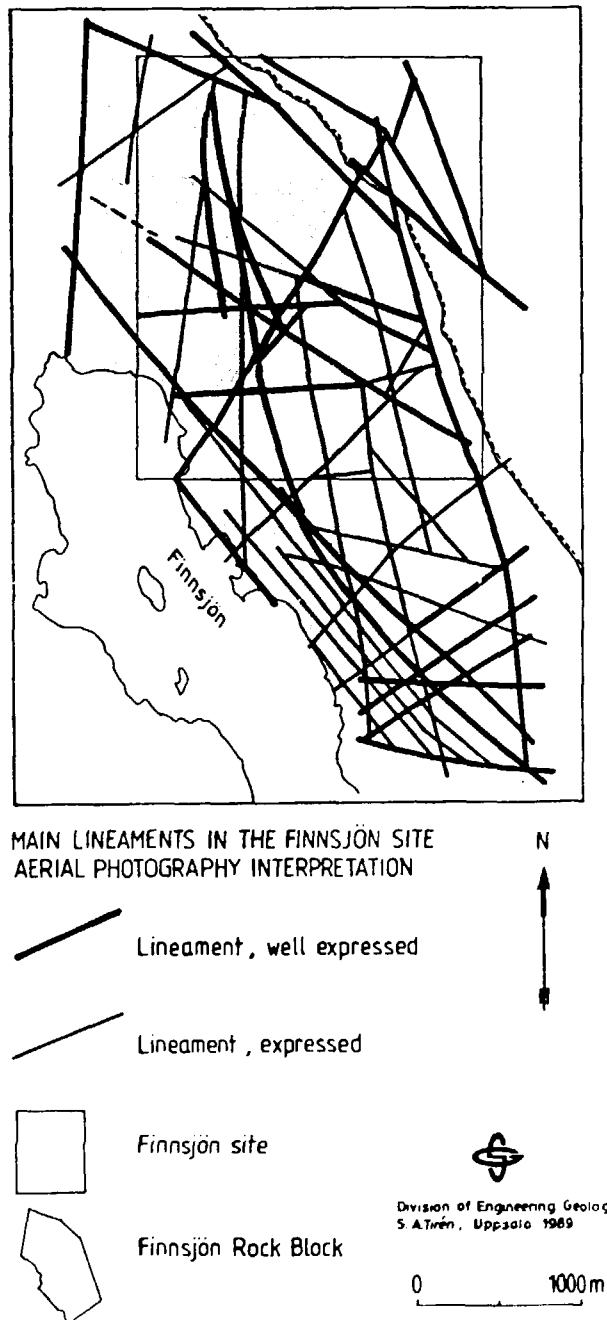 Finnsjön
MAIN LINEAMENTS IN THE FINNSJÖN SITE
AERIAL PHOTOGRAPHY INTERPRETATION
N
Lineament, well expressed
Lineament, expressed
Finnsjön site
Finnsjön Rock Block
Division of Engineering Geolog
S. A.Tirén, Uppsala 1989
0 1000m